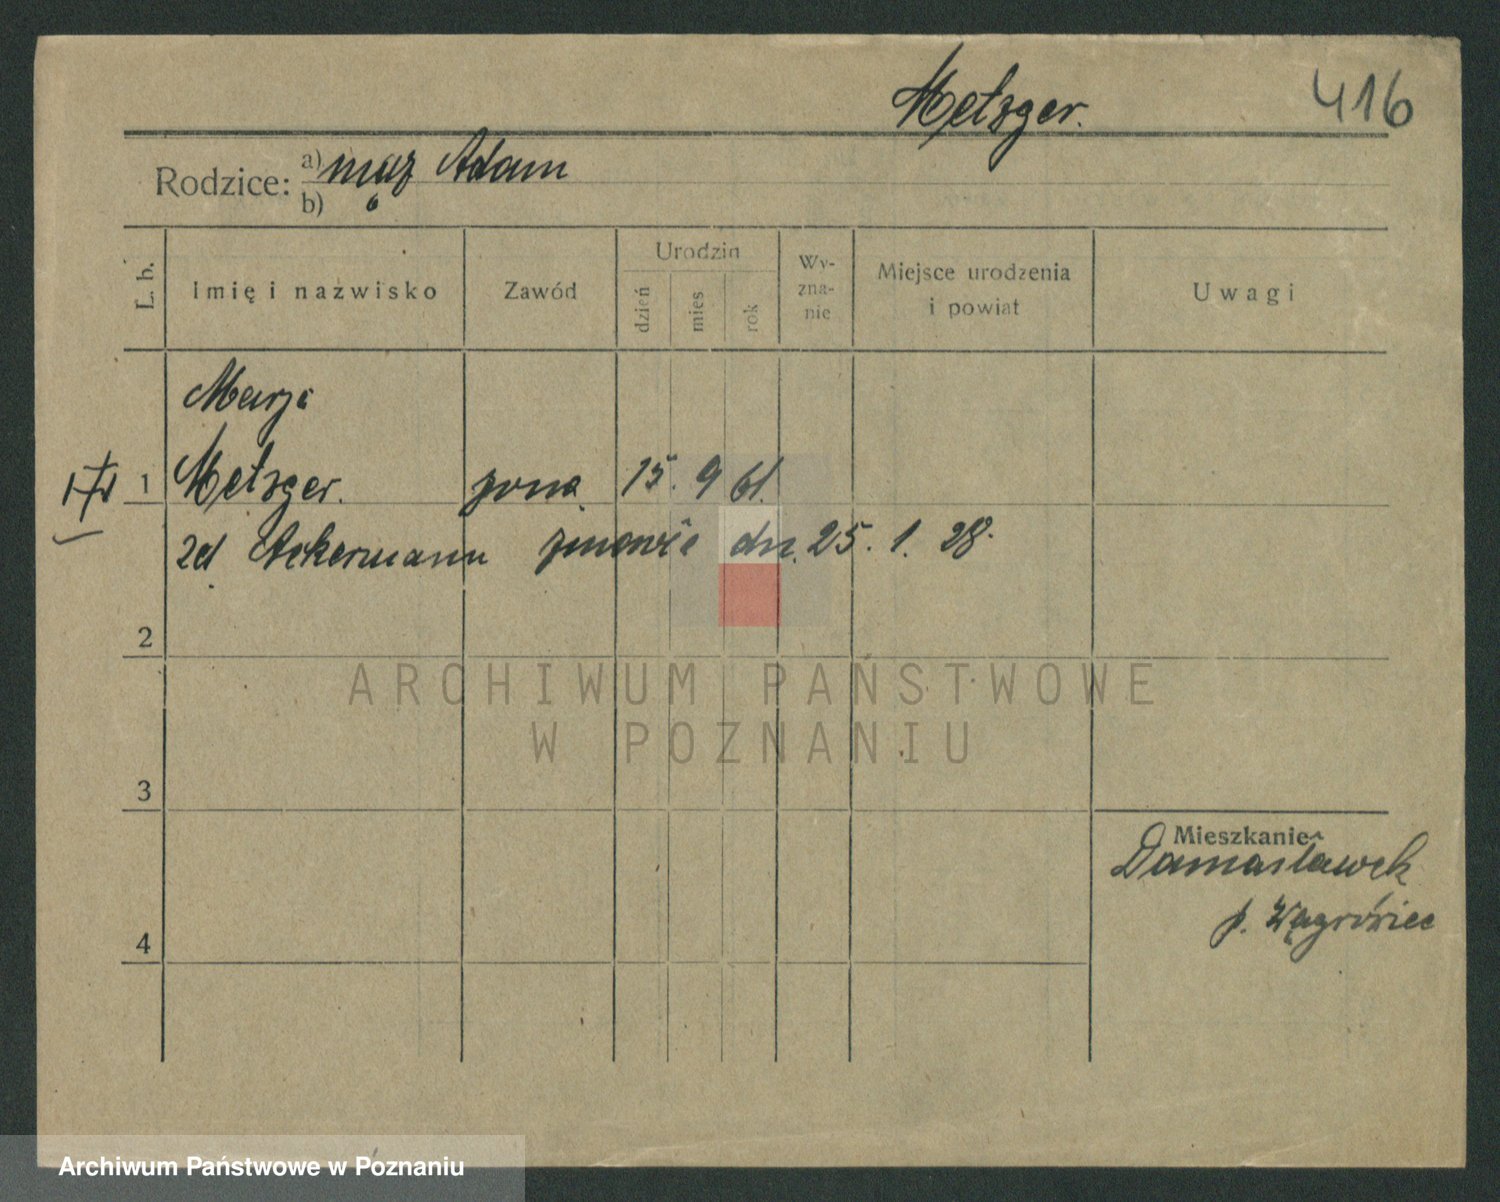 Metzger. 416
Rodzice: a) mąż Adam
b)
L. b. Imię i nazwisko Zawód Urodzin dzień mies rok Wyznanie Miejsce urodzenia i powiat Uwagi
Marja
1 Metzger. żona 15. 9 61.
zd Ackermann zmarła dn. 25. 1. 28.
2
ARCHIWUM PAŃSTWOWE
W POZNANIU
3
Mieszkanie
Damasławek
4 p. Wągrówiec
Archiwum Państwowe w Poznaniu